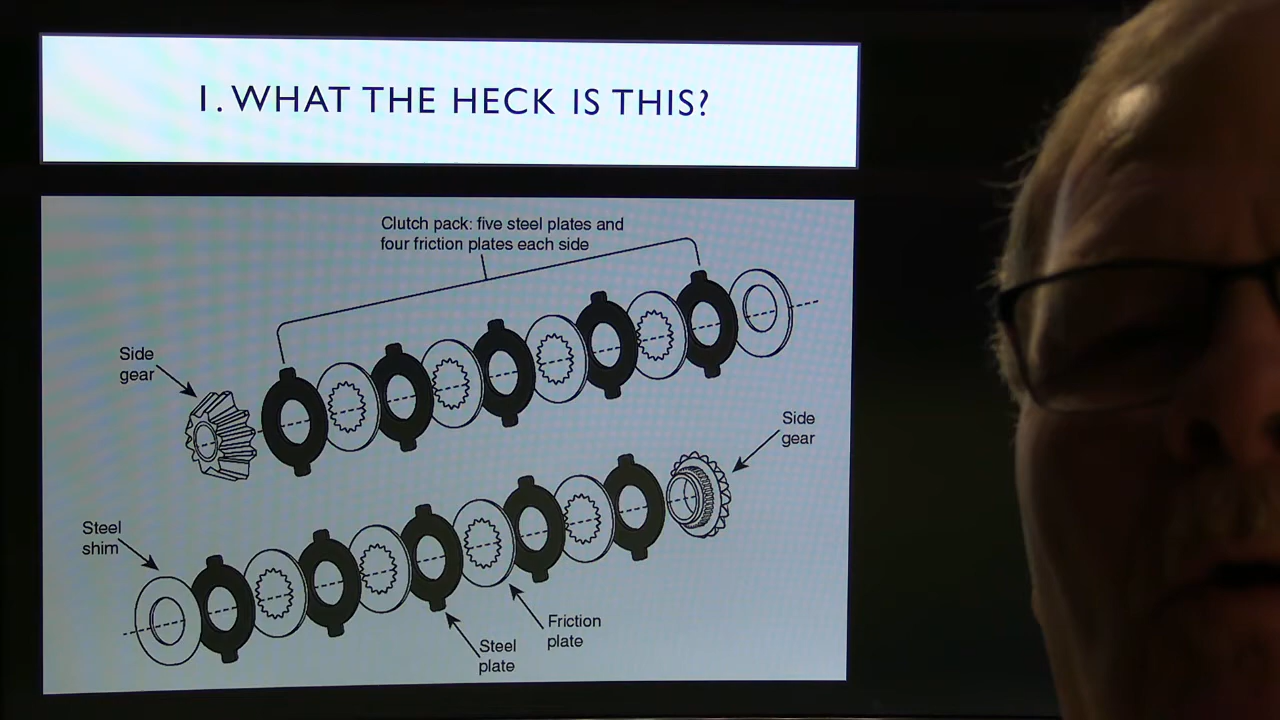 1. WHAT THE HECK IS THIS?
Clutch pack: five steel plates and
four friction plates each side
Side
gear
Side
gear
Steel
shim
Friction
plate
Steel
plate